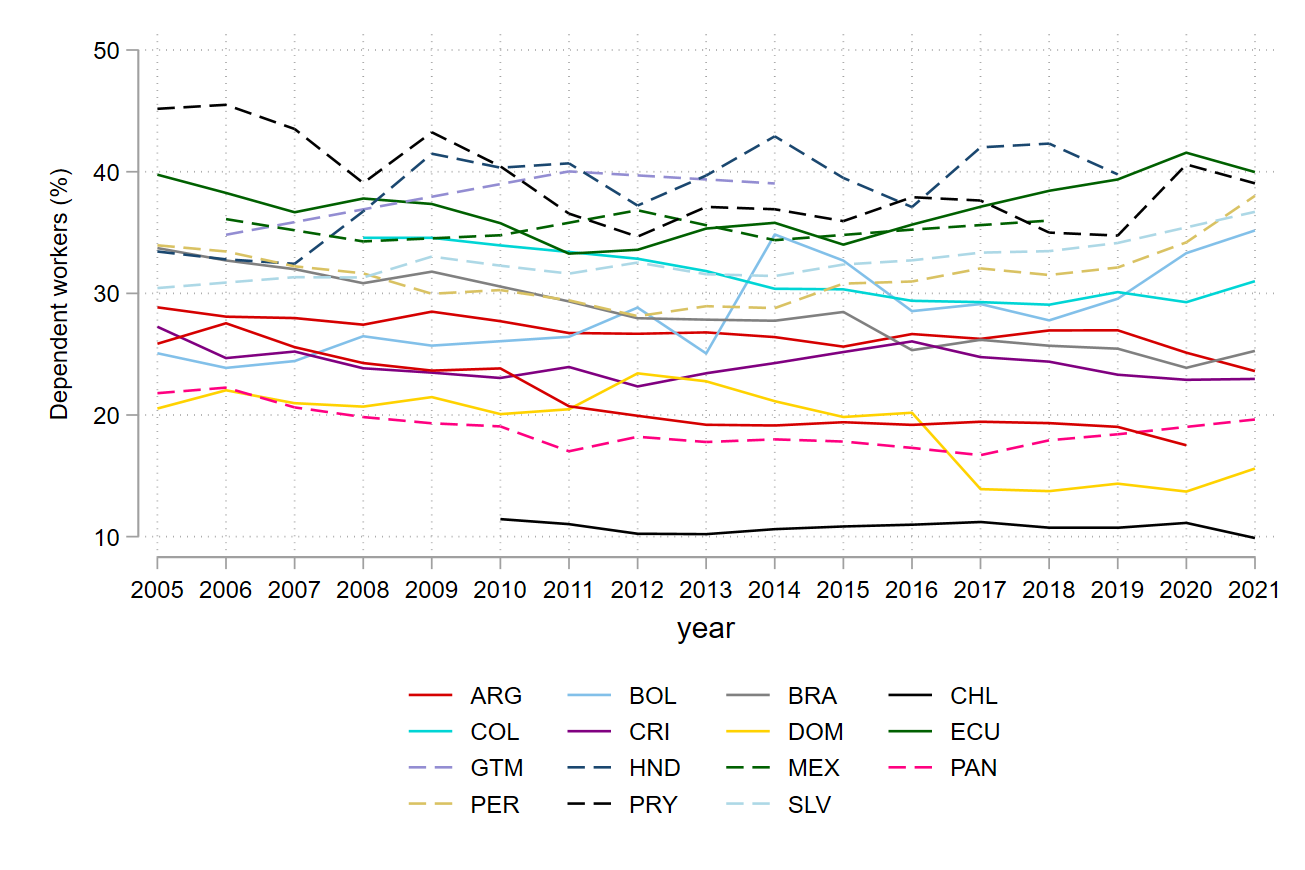 50
40
30
20
10
Dependent workers (%)
2005 2006 2007 2008 2009 2010 2011 2012 2013 2014 2015 2016 2017 2018 2019 2020 2021
year
ARG BOL BRA CHL
COL CRI DOM ECU
GTM HND MEX PAN
PER PRY SLV